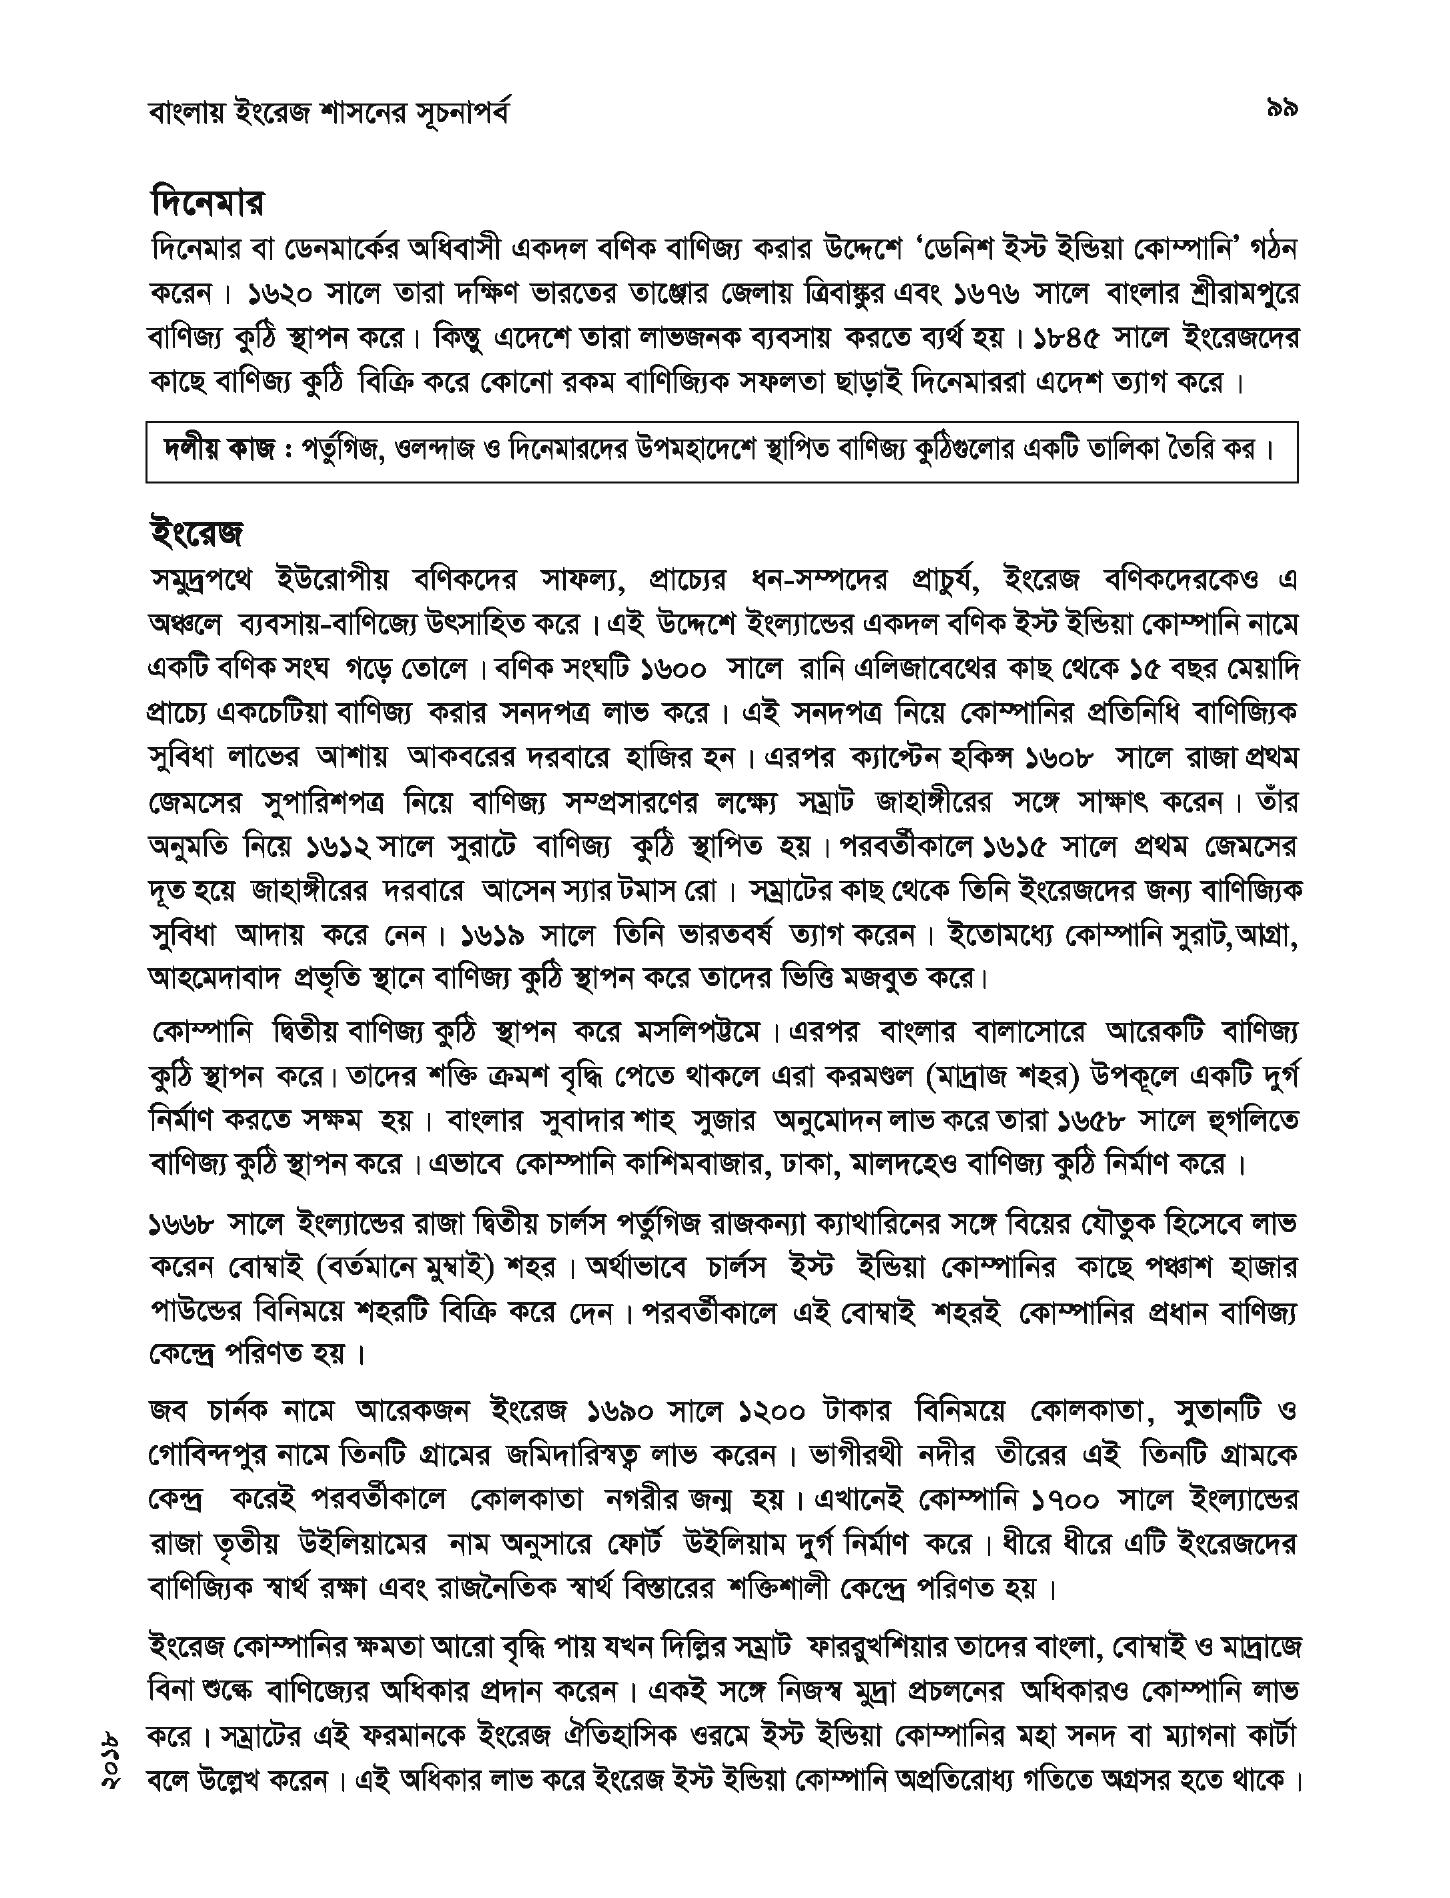 বাংলায় ইংরেজ শাসনের সূচনাপর্ব
৯৯
দিনেমার
দিনেমার বা ডেনমার্কের অধিবাসী একদল বণিক বাণিজ্য করার উদ্দেশে ‘ডেনিশ ইস্ট ইন্ডিয়া কোম্পানি’ গঠন
করেন। ১৬২০ সালে তারা দক্ষিণ ভারতের তাঞ্জোর জেলায় ত্রিবাঙ্কুর এবং ১৬৭৬ সালে বাংলার শ্রীরামপুরে
বাণিজ্য কুঠি স্থাপন করে। কিন্তু এদেশে তারা লাভজনক ব্যবসায় করতে ব্যর্থ হয়। ১৮৪৫ সালে ইংরেজদের
কাছে বাণিজ্য কুঠি বিক্রি করে কোনো রকম বাণিজ্যিক সফলতা ছাড়াই দিনেমাররা এদেশ ত্যাগ করে।
দলীয় কাজ : পর্তুগিজ, ওলন্দাজ ও দিনেমারদের উপমহাদেশে স্থাপিত বাণিজ্য কুঠিগুলোর একটি তালিকা তৈরি কর।
ইংরেজ
সমুদ্রপথে ইউরোপীয় বণিকদের সাফল্য, প্রাচ্যের ধন-সম্পদের প্রাচুর্য, ইংরেজ বণিকদেরকেও এ
অঞ্চলে ব্যবসায়-বাণিজ্যে উৎসাহিত করে। এই উদ্দেশে ইংল্যান্ডের একদল বণিক ইস্ট ইন্ডিয়া কোম্পানি নামে
একটি বণিক সংঘ গড়ে তোলে। বণিক সংঘটি ১৬০০ সালে রানি এলিজাবেথের কাছ থেকে ১৫ বছর মেয়াদি
প্রাচ্যে একচেটিয়া বাণিজ্য করার সনদপত্র লাভ করে। এই সনদপত্র নিয়ে কোম্পানির প্রতিনিধি বাণিজ্যিক
সুবিধা লাভের আশায় আকবরের দরবারে হাজির হন। এরপর ক্যাপ্টেন হকিন্স ১৬০৮ সালে রাজা প্রথম
জেমসের সুপারিশপত্র নিয়ে বাণিজ্য সম্প্রসারণের লক্ষ্যে সম্রাট জাহাঙ্গীরের সঙ্গে সাক্ষাৎ করেন। তাঁর
অনুমতি নিয়ে ১৬১২ সালে সুরাটে বাণিজ্য কুঠি স্থাপিত হয়। পরবর্তীকালে ১৬১৫ সালে প্রথম জেমসের
দূত হয়ে জাহাঙ্গীরের দরবারে আসেন স্যার টমাস রো। সম্রাটের কাছ থেকে তিনি ইংরেজদের জন্য বাণিজ্যিক
সুবিধা আদায় করে নেন। ১৬১৯ সালে তিনি ভারতবর্ষ ত্যাগ করেন। ইতোমধ্যে কোম্পানি সুরাট,আগ্রা,
আহমেদাবাদ প্রভৃতি স্থানে বাণিজ্য কুঠি স্থাপন করে তাদের ভিত্তি মজবুত করে।
কোম্পানি দ্বিতীয় বাণিজ্য কুঠি স্থাপন করে মসলিপট্টমে। এরপর বাংলার বালাসোরে আরেকটি বাণিজ্য
কুঠি স্থাপন করে। তাদের শক্তি ক্রমশ বৃদ্ধি পেতে থাকলে এরা করমণ্ডল (মাদ্রাজ শহর) উপকূলে একটি দুর্গ
নির্মাণ করতে সক্ষম হয়। বাংলার সুবাদার শাহ সুজার অনুমোদন লাভ করে তারা ১৬৫৮ সালে হুগলিতে
বাণিজ্য কুঠি স্থাপন করে। এভাবে কোম্পানি কাশিমবাজার, ঢাকা, মালদহেও বাণিজ্য কুঠি নির্মাণ করে।
১৬৬৮ সালে ইংল্যান্ডের রাজা দ্বিতীয় চার্লস পর্তুগিজ রাজকন্যা ক্যাথারিনের সঙ্গে বিয়ের যৌতুক হিসেবে লাভ
করেন বোম্বাই (বর্তমানে মুম্বাই) শহর। অর্থাভাবে চার্লস ইস্ট ইন্ডিয়া কোম্পানির কাছে পঞ্চাশ হাজার
পাউন্ডের বিনিময়ে শহরটি বিক্রি করে দেন। পরবর্তীকালে এই বোম্বাই শহরই কোম্পানির প্রধান বাণিজ্য
কেন্দ্রে পরিণত হয়।
জব চার্নক নামে আরেকজন ইংরেজ ১৬৯০ সালে ১২০০ টাকার বিনিময়ে কোলকাতা, সুতানটি ও
গোবিন্দপুর নামে তিনটি গ্রামের জমিদারিস্বত্ব লাভ করেন। ভাগীরথী নদীর তীরের এই তিনটি গ্রামকে
কেন্দ্র করেই পরবর্তীকালে কোলকাতা নগরীর জন্ম হয়। এখানেই কোম্পানি ১৭০০ সালে ইংল্যান্ডের
রাজা তৃতীয় উইলিয়ামের নাম অনুসারে ফোর্ট উইলিয়াম দুর্গ নির্মাণ করে। ধীরে ধীরে এটি ইংরেজদের
বাণিজ্যিক স্বার্থ রক্ষা এবং রাজনৈতিক স্বার্থ বিস্তারের শক্তিশালী কেন্দ্রে পরিণত হয়।
ইংরেজ কোম্পানির ক্ষমতা আরো বৃদ্ধি পায় যখন দিল্লির সম্রাট ফাররুখশিয়ার তাদের বাংলা, বোম্বাই ও মাদ্রাজে
বিনা শুল্কে বাণিজ্যের অধিকার প্রদান করেন। একই সঙ্গে নিজস্ব মুদ্রা প্রচলনের অধিকারও কোম্পানি লাভ
করে। সম্রাটের এই ফরমানকে ইংরেজ ঐতিহাসিক ওরমে ইস্ট ইন্ডিয়া কোম্পানির মহা সনদ বা ম্যাগনা কার্টা
বলে উল্লেখ করেন। এই অধিকার লাভ করে ইংরেজ ইস্ট ইন্ডিয়া কোম্পানি অপ্রতিরোধ্য গতিতে অগ্রসর হতে থাকে।
২০১৮